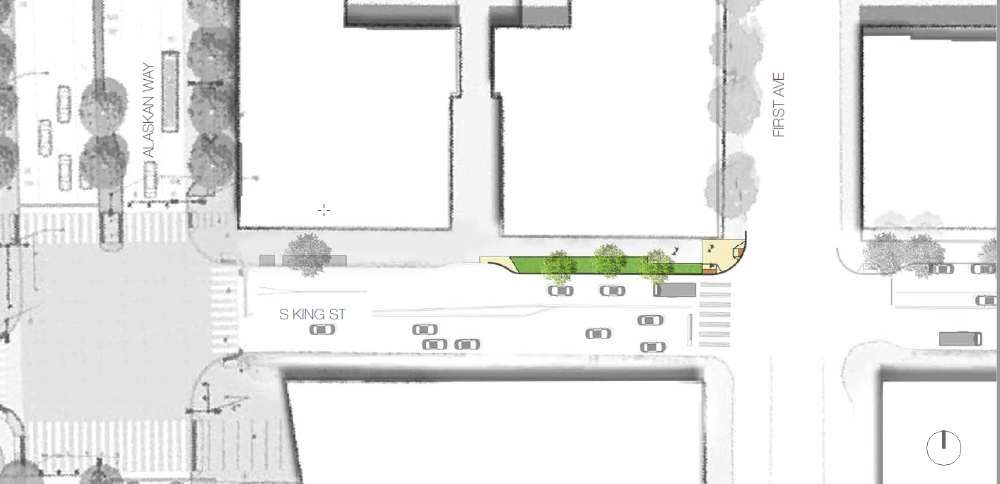 ALASKAN WAY
FIRST AVE
S KING ST